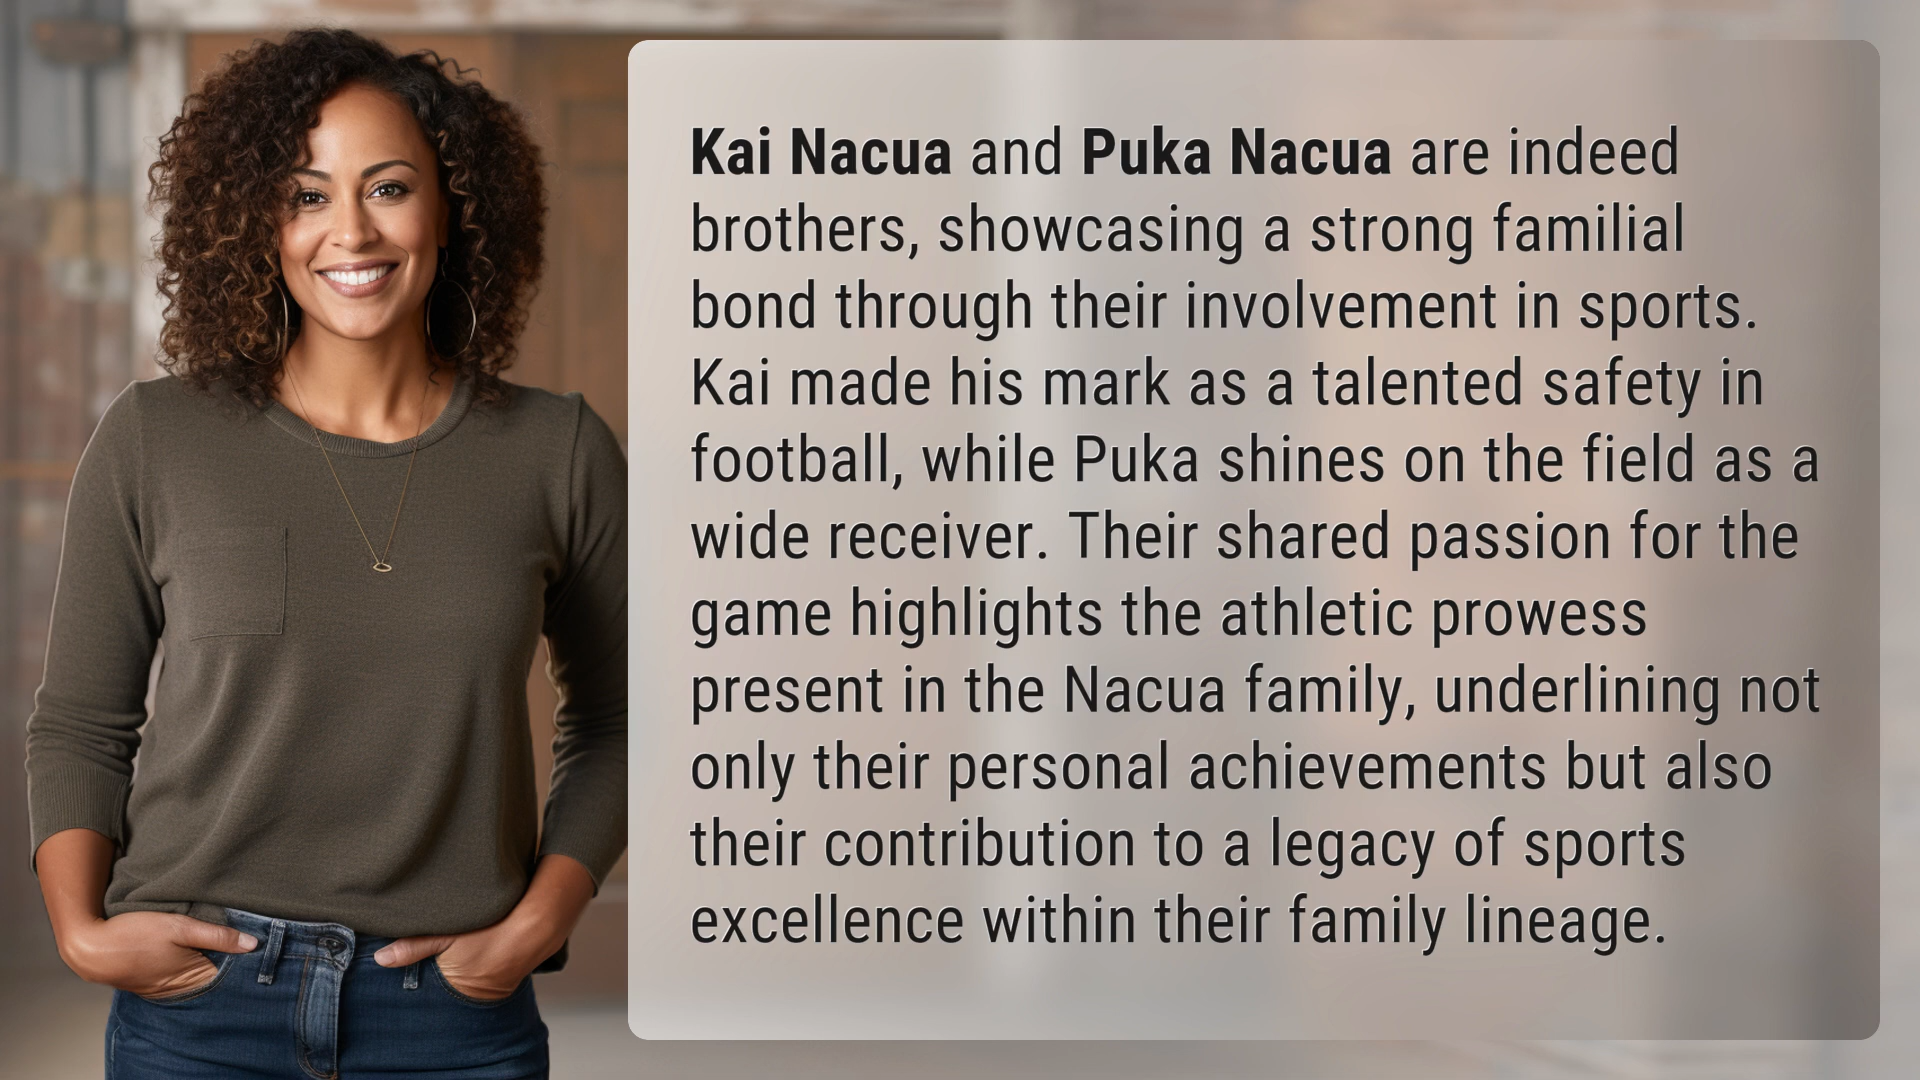 Kai Nacua and Puka Nacua are indeed
brothers, showcasing a strong familial
bond through their involvement in sports.
Kai made his mark as a talented safety in
football, while Puka shines on the field as a
wide receiver. Their shared passion for the
game highlights the athletic prowess
present in the Nacua family, underlining not
only their personal achievements but also
their contribution to a legacy of sports
excellence within their family lineage.